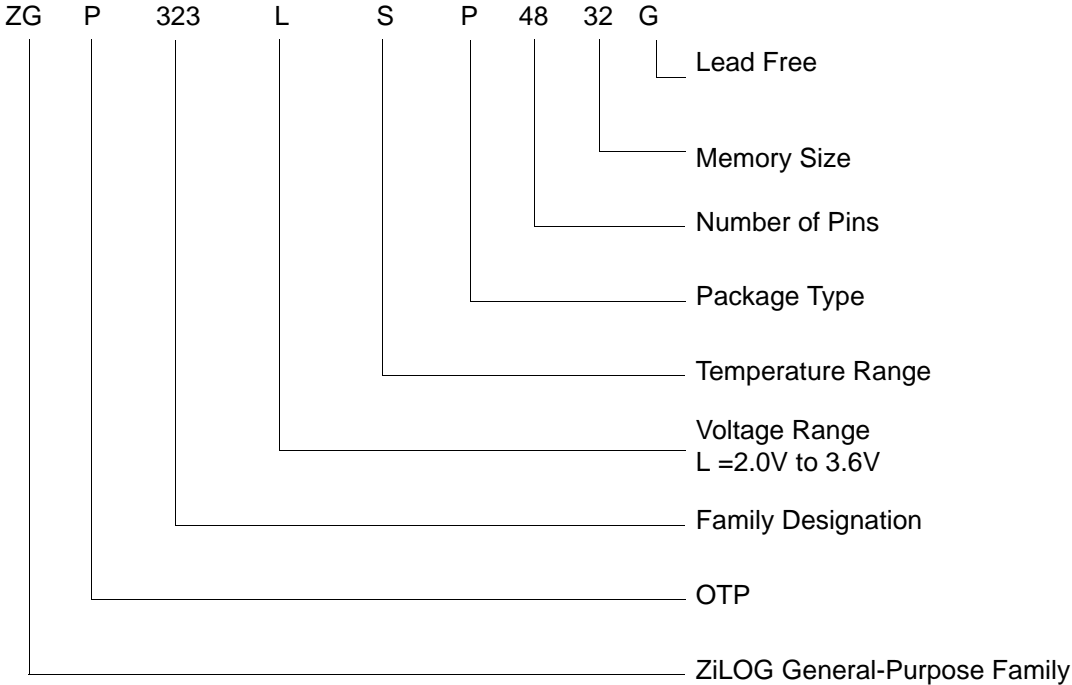 ZG P 323 L S P 48 32 G
Lead Free
Memory Size
Number of Pins
Package Type
Temperature Range
Voltage Range
L =2.0V to 3.6V
Family Designation
OTP
ZiLOG General-Purpose Family